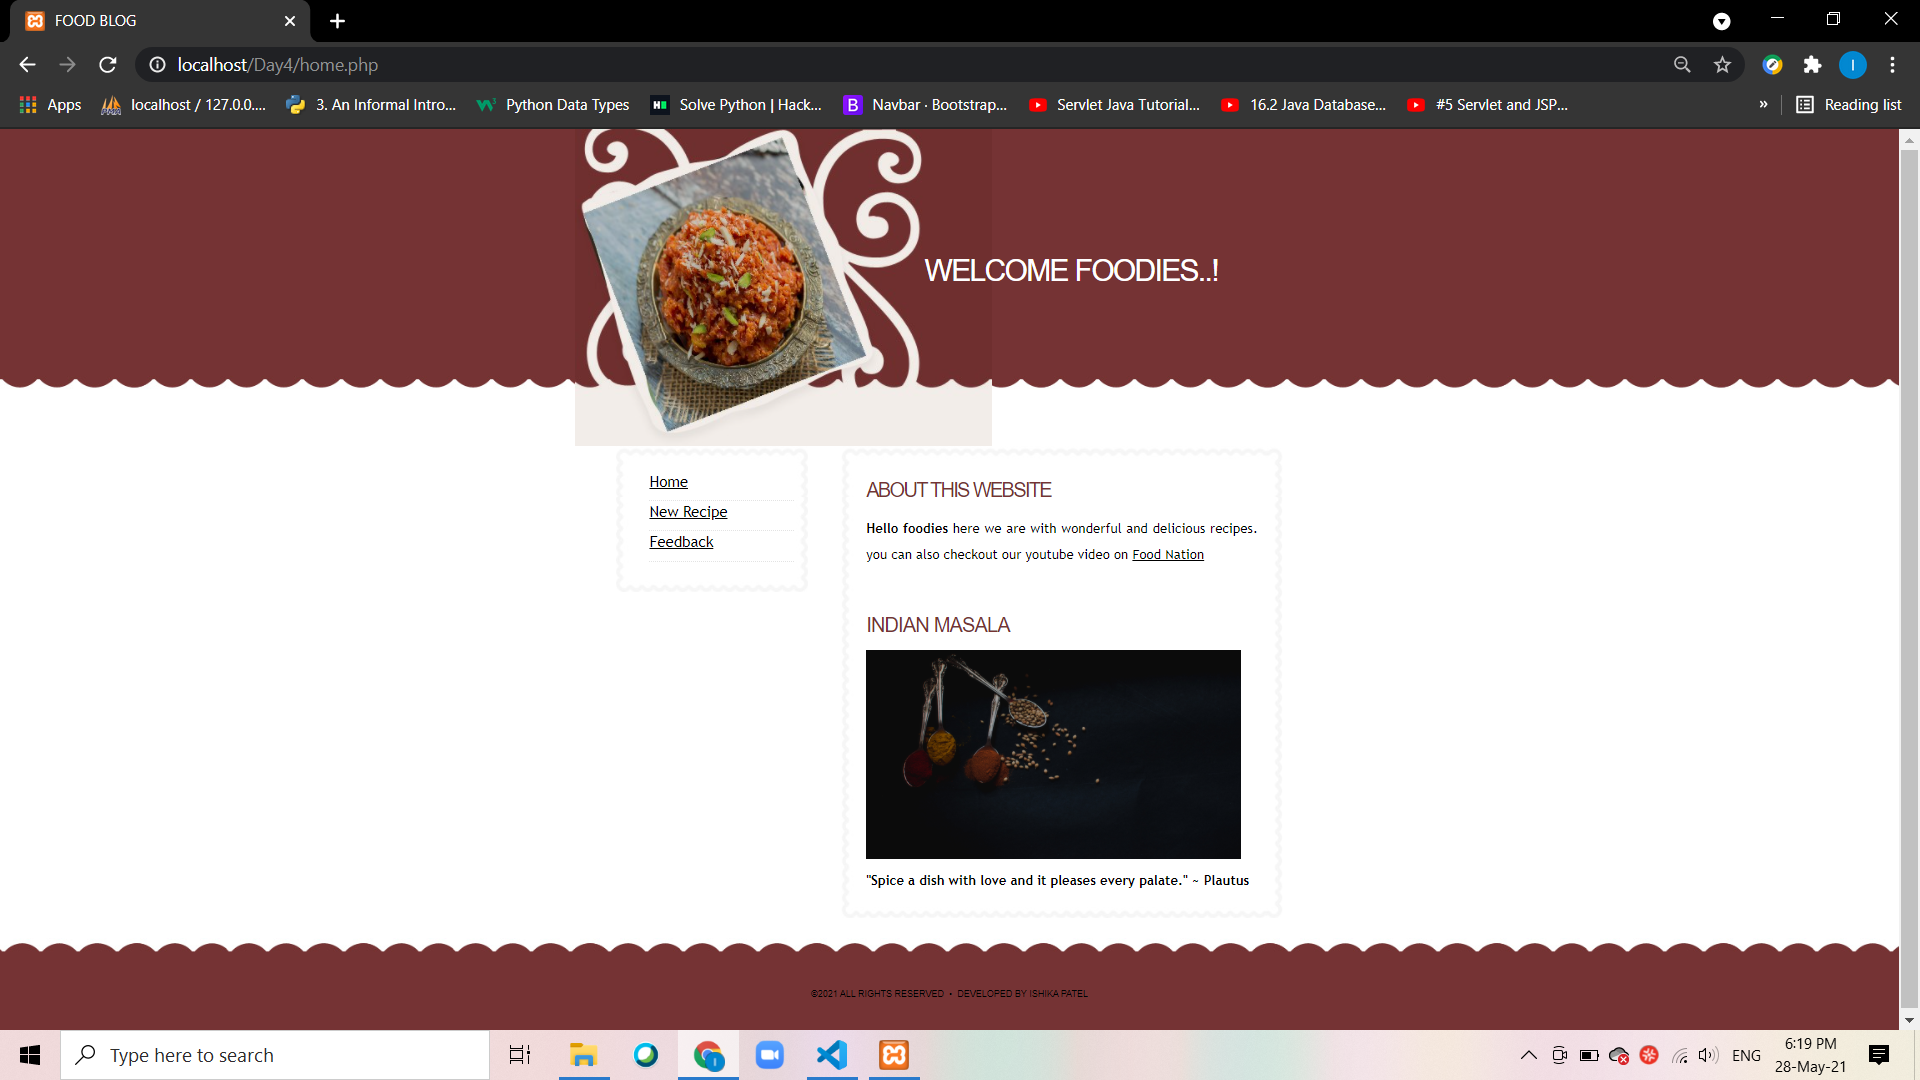 FOOD BLOG
localhost/Day4/home.php
I
Apps
localhost / 127.0.0....
3. An Informal Intro...
Python Data Types
Solve Python | Hack...
B
Navbar · Bootstrap...
Servlet Java Tutorial...
16.2 Java Database...
#5 Servlet and JSP...
»
Reading list
WELCOME FOODIES..!
Home
New Recipe
Feedback
ABOUT THIS WEBSITE
Hello foodies here we are with wonderful and delicious recipes.
you can also checkout our youtube video on Food Nation
INDIAN MASALA
"Spice a dish with love and it pleases every palate." ~ Plautus
©2021 ALL RIGHTS RESERVED • DEVELOPED BY ISHIKA PATEL
Type here to search
ENG
6:19 PM
28-May-21